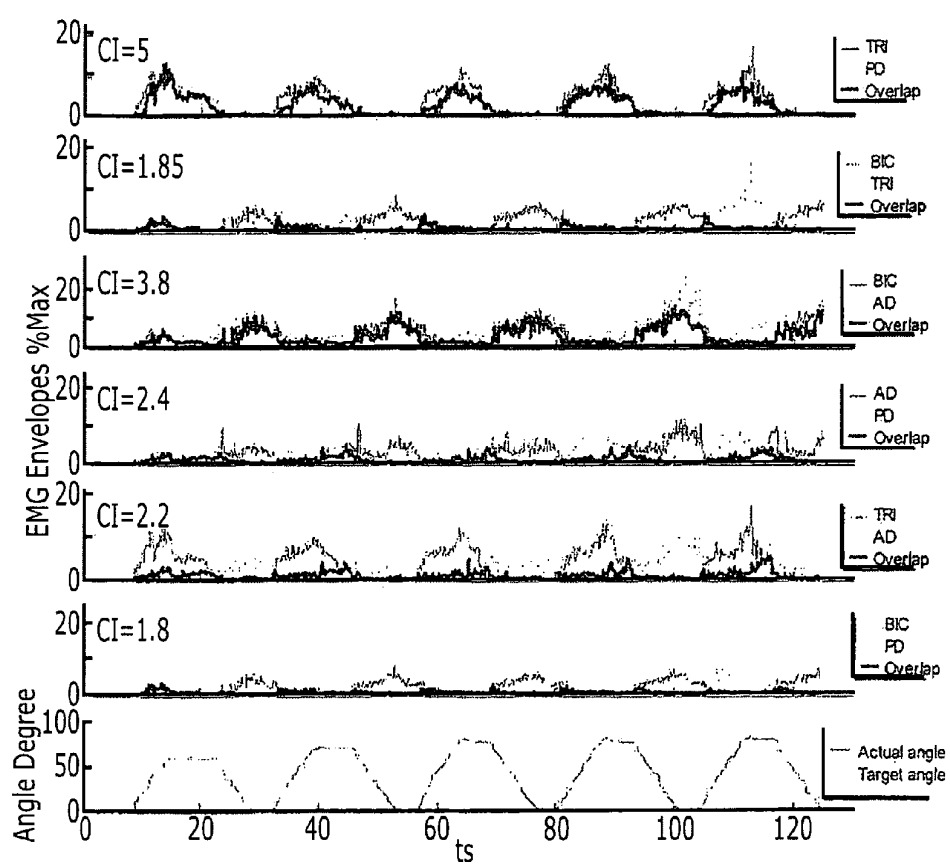 20
0
CI=5
TRI
PD
Overlap
20
0
CI=1.85
BIC
TRI
Overlap
20
0
CI=3.8
BIC
AD
Overlap
20
0
CI=2.4
AD
PD
Overlap
20
0
CI=2.2
TRI
AD
Overlap
20
0
CI=1.8
BIC
PD
Overlap
EMG Envelopes %Max
Angle Degree
100
50
0
Actual angle
Target angle
0 20 40 60 80 100 120
ts